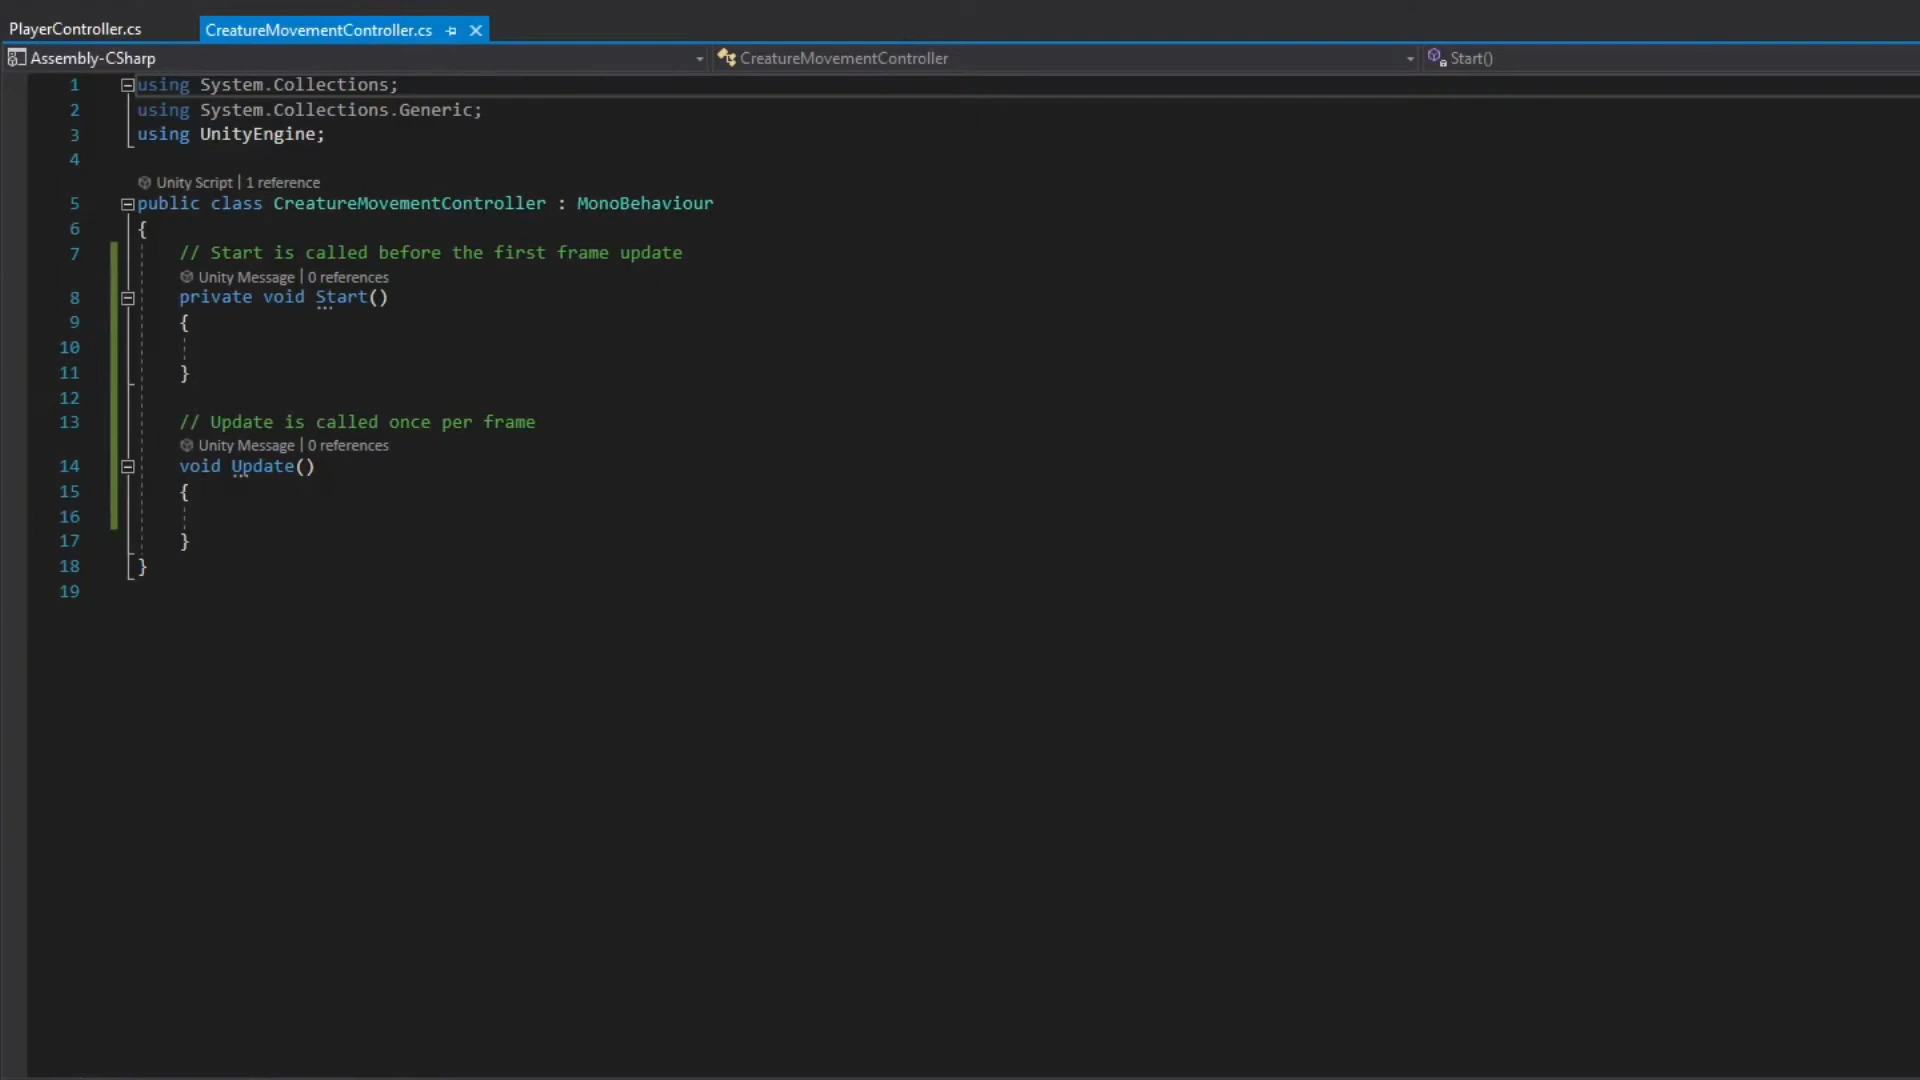 PlayerController.cs
CreatureMovementController.cs
Assembly-CSharp
CreatureMovementController
Start()
1 using System.Collections;
2 using System.Collections.Generic;
3 using UnityEngine;
4
Unity Script | 1 reference
5 public class CreatureMovementController : MonoBehaviour
6 {
7 // Start is called before the first frame update
Unity Message | 0 references
8 private void Start()
9 {
10
11 }
12
13 // Update is called once per frame
Unity Message | 0 references
14 void Update()
15 {
16
17 }
18 }
19